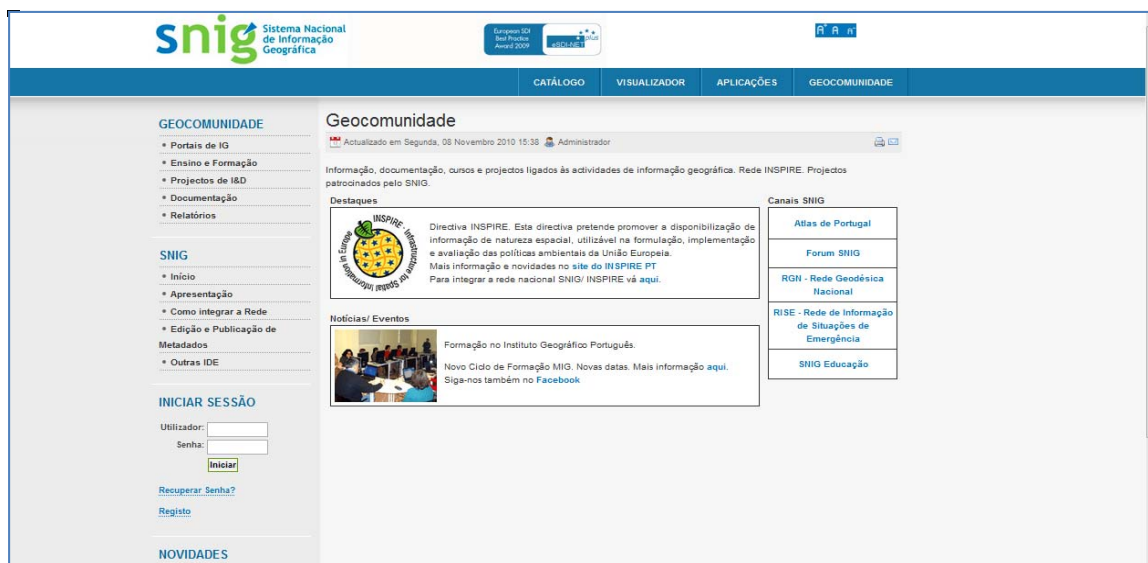 snig Sistema Nacional
de Informação
Geográfica
European SDI
Best Practice
Award 2009
eSDI-NET plus
A+ A A-
CATÁLOGO VISUALIZADOR APLICAÇÕES GEOCOMUNIDADE
GEOCOMUNIDADE
Portais de IG
Ensino e Formação
Projectos de I&D
Documentação
Relatórios
SNIG
Início
Apresentação
Como integrar a Rede
Edição e Publicação de
Metadados
Outras IDE
INICIAR SESSÃO
Utilizador:
Senha:
Iniciar
Recuperar Senha?
Registo
NOVIDADES
Geocomunidade
Actualizado em Segunda, 08 Novembro 2010 15:38 Administrador
Informação, documentação, cursos e projectos ligados às actividades de informação geográfica. Rede INSPIRE. Projectos
patrocinados pelo SNIG.
Destaques
INSPIRE - Infrastructure for Spatial Information in Europe
Directiva INSPIRE. Esta directiva pretende promover a disponibilização de
informação de natureza espacial, utilizável na formulação, implementação
e avaliação das políticas ambientais da União Europeia.
Mais informação e novidades no site do INSPIRE PT
Para integrar a rede nacional SNIG/ INSPIRE vá aqui.
Notícias/ Eventos
Formação no Instituto Geográfico Português.
Novo Ciclo de Formação MIG. Novas datas. Mais informação aqui.
Siga-nos também no Facebook
Canais SNIG
Atlas de Portugal
Forum SNIG
RGN - Rede Geodésica
Nacional
RISE - Rede de Informação
de Situações de
Emergência
SNIG Educação